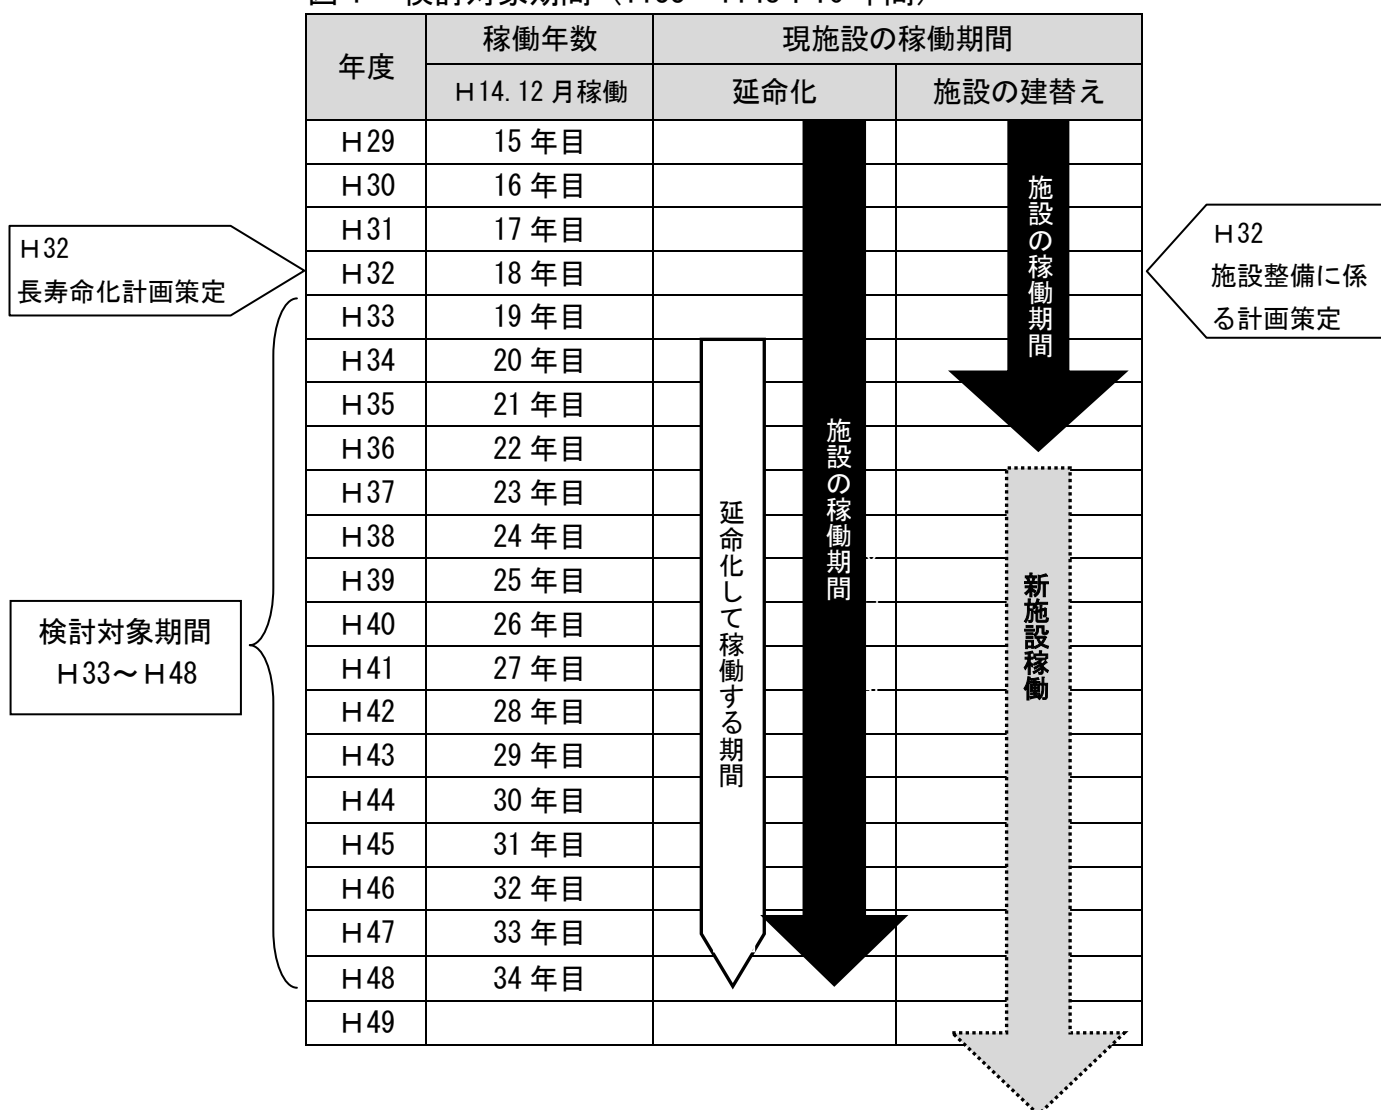 年度
稼働年数
現施設の稼働期間
H14.12月稼働
延命化
施設の建替え
H29 15年目
H30 16年目
H31 17年目
H32 18年目
H33 19年目
H34 20年目
H35 21年目
H36 22年目
H37 23年目
H38 24年目
H39 25年目
H40 26年目
H41 27年目
H42 28年目
H43 29年目
H44 30年目
H45 31年目
H46 32年目
H47 33年目
H48 34年目
H49
延命化して稼働する期間
施設の稼働期間
施設の稼働期間
新施設稼働
H32
長寿命化計画策定
検討対象期間
H33～H48
H32
施設整備に係
る計画策定